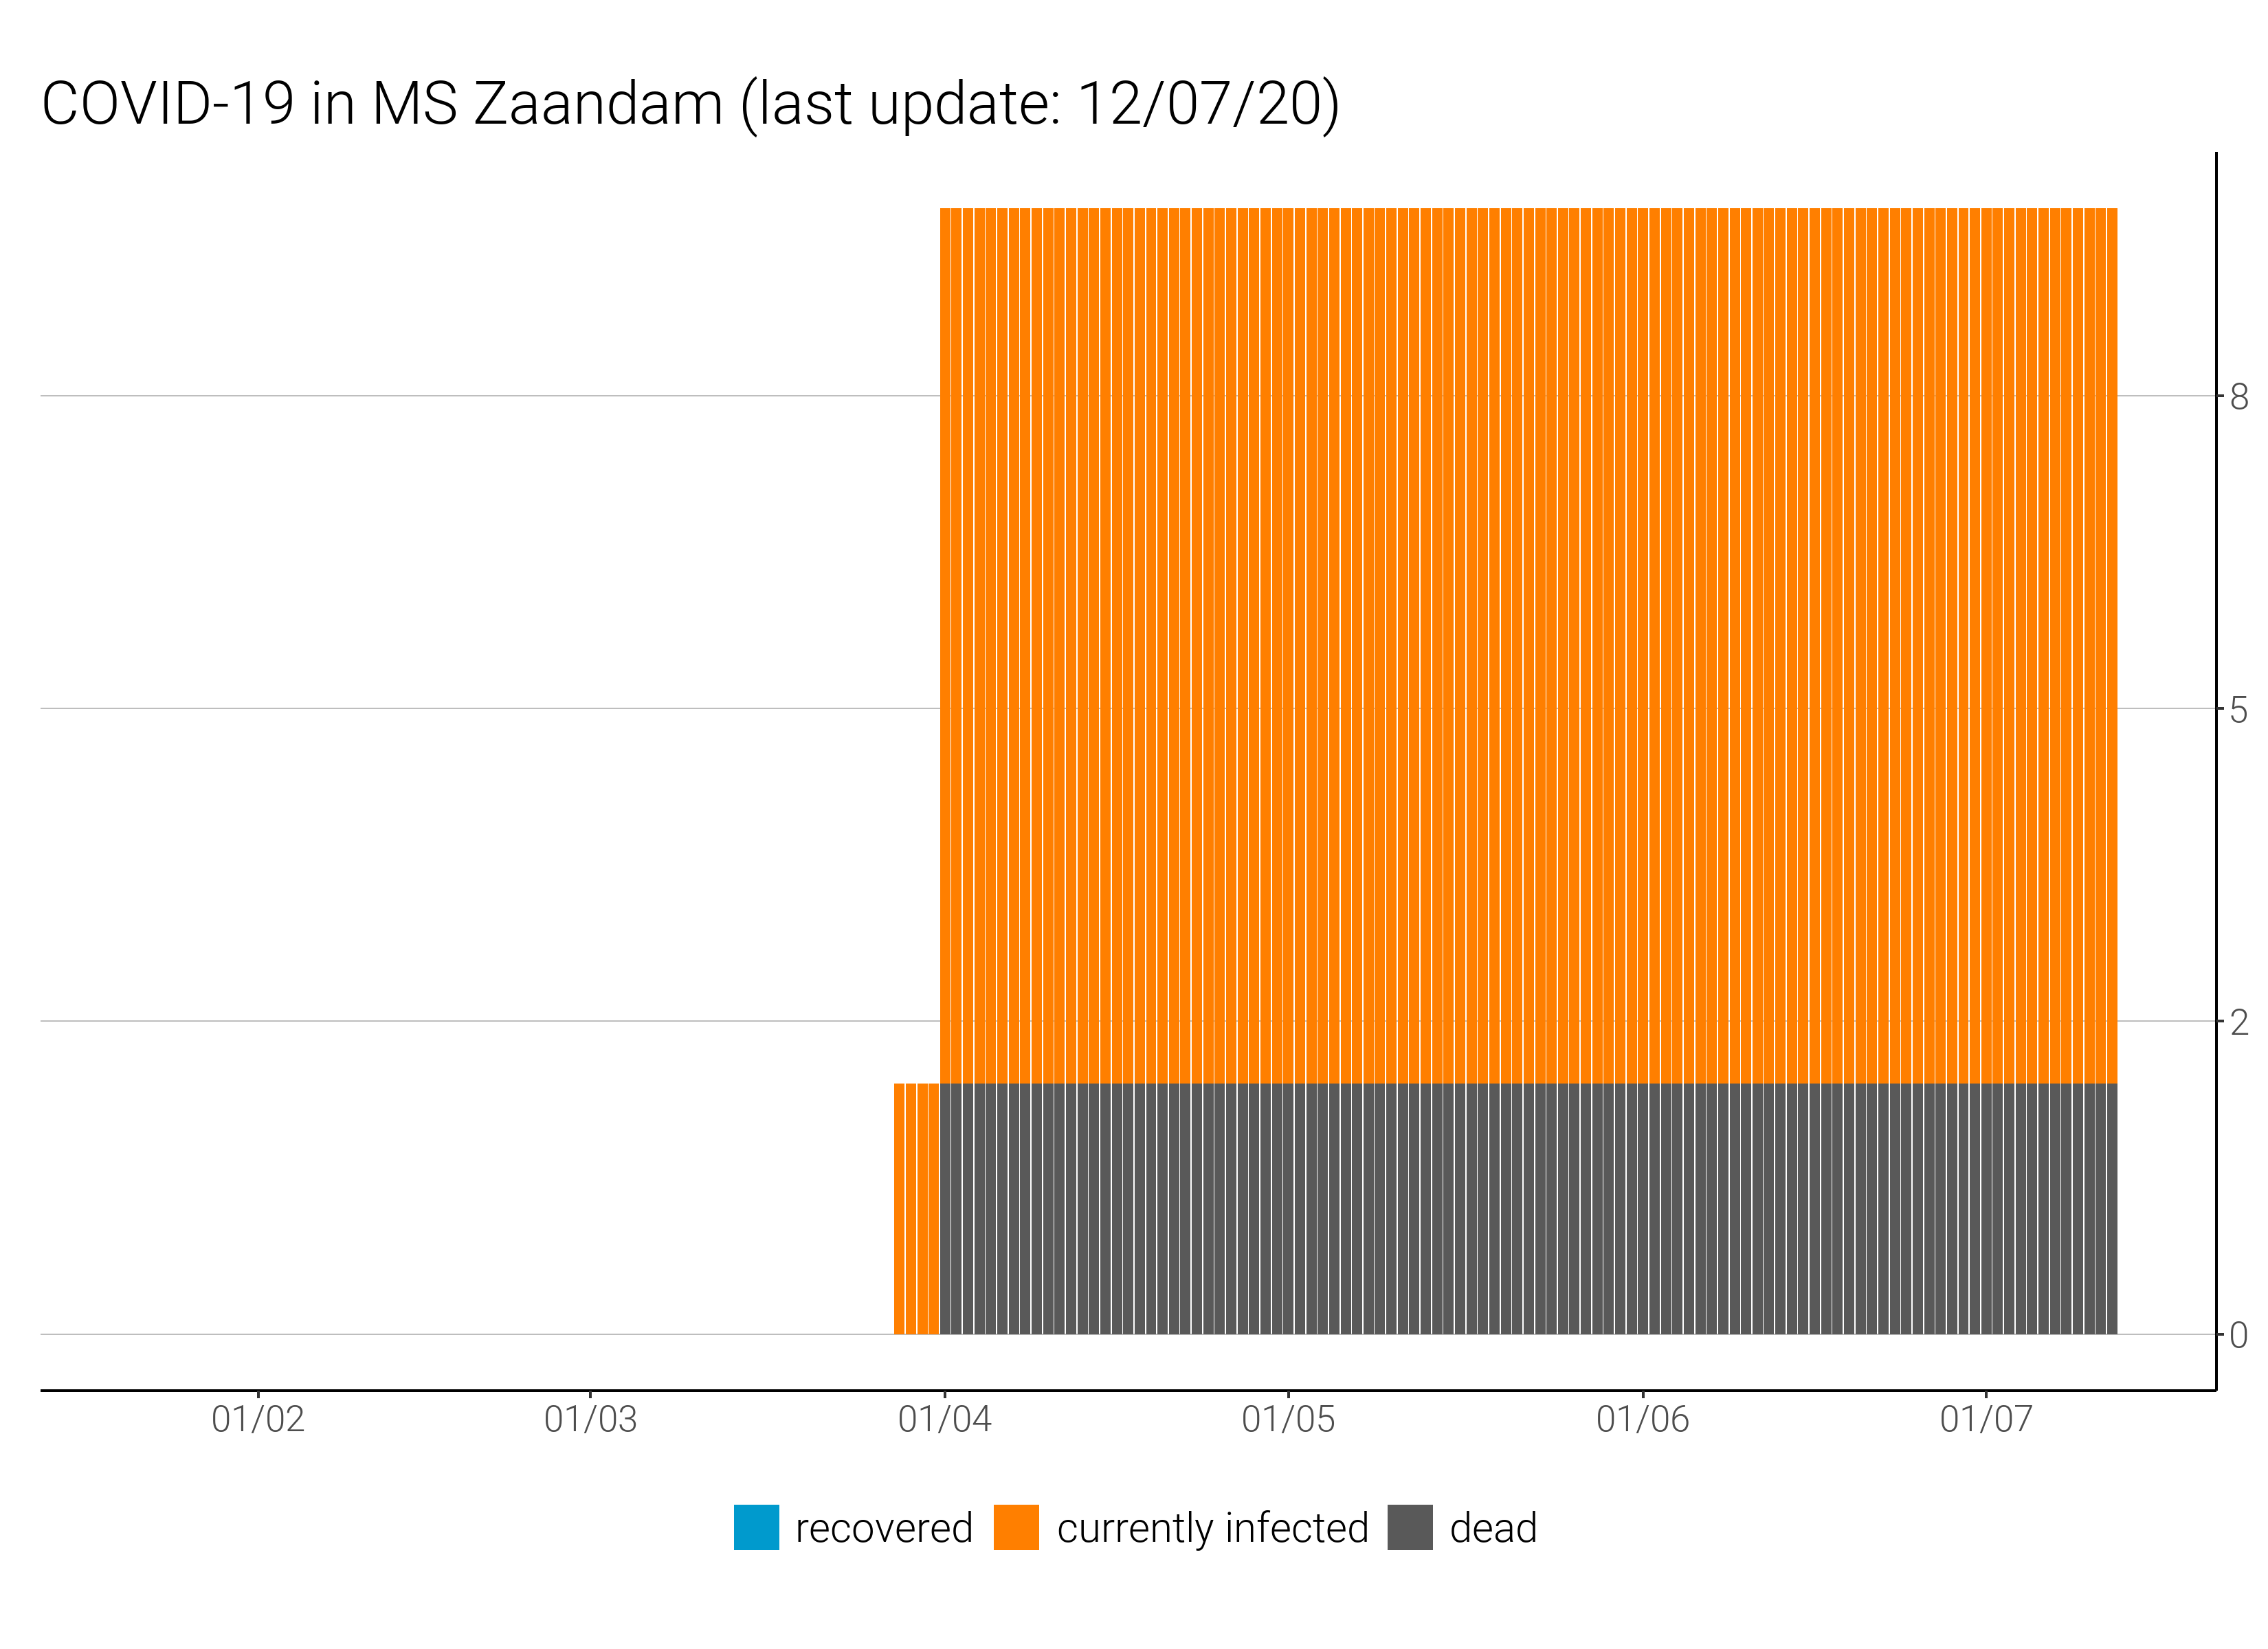 COVID-19 in MS Zaandam (last update: 12/07/20)
8
5
2
0
01/02 01/03 01/04 01/05 01/06 01/07
recovered currently infected dead